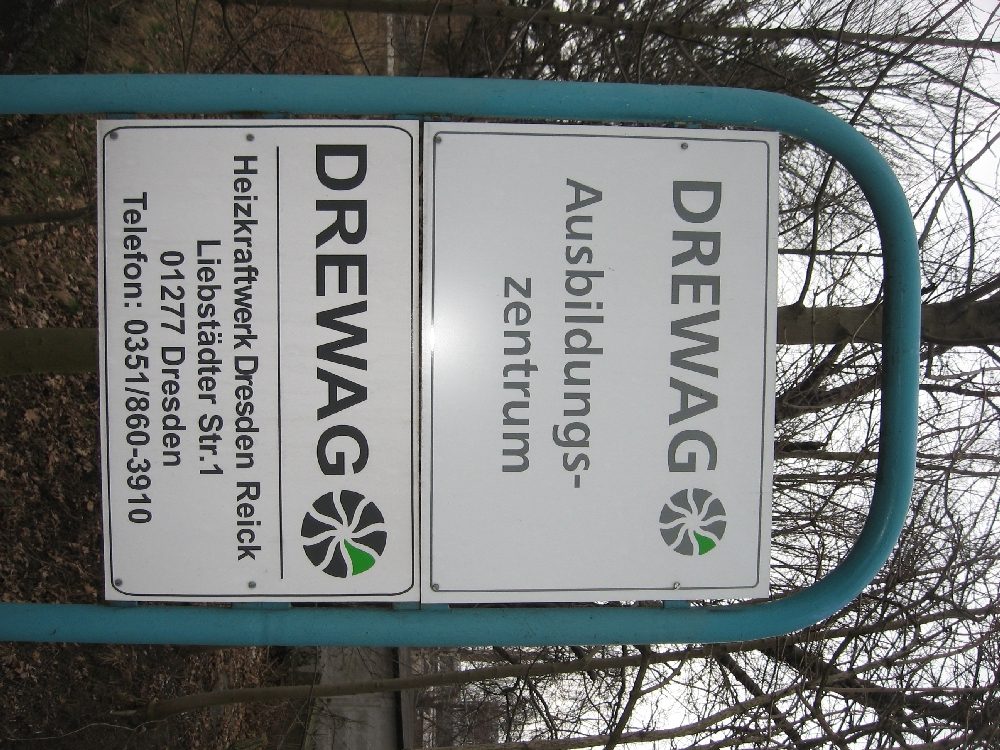 DREWAG
Ausbildungs-
zentrum
DREWAG
Heizkraftwerk Dresden Reick
Liebstädter Str.1
01277 Dresden
Telefon: 0351/860-3910